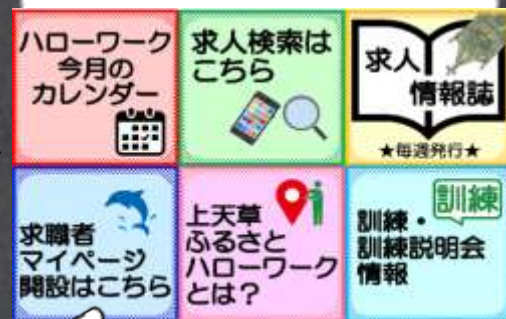 ハローワーク
今月の
カレンダー
求人検索は
こちら
求人
情報誌
★毎週発行★
求職者
マイページ
開設はこちら
上天草
ふるさと
ハローワーク
とは？
訓練
訓練・
訓練説明会
情報